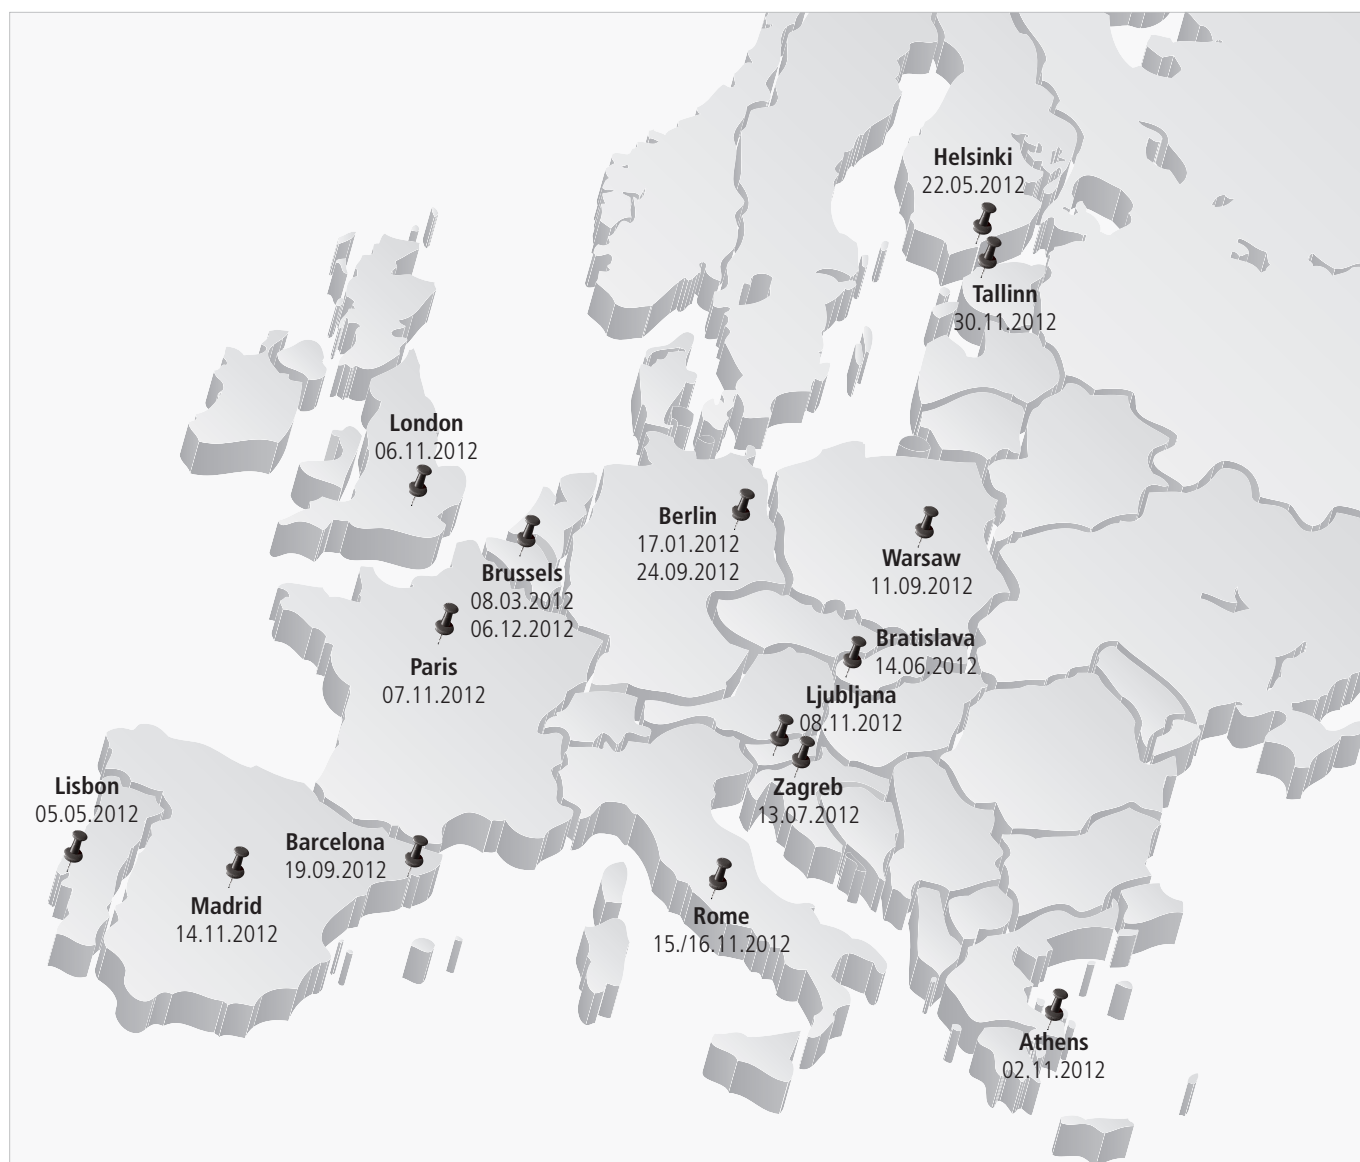 Helsinki
22.05.2012
Tallinn
30.11.2012
London
06.11.2012
Berlin
17.01.2012
24.09.2012
Warsaw
11.09.2012
Brussels
08.03.2012
06.12.2012
Bratislava
14.06.2012
Paris
07.11.2012
Ljubljana
08.11.2012
Zagreb
13.07.2012
Lisbon
05.05.2012
Barcelona
19.09.2012
Madrid
14.11.2012
Rome
15./16.11.2012
Athens
02.11.2012